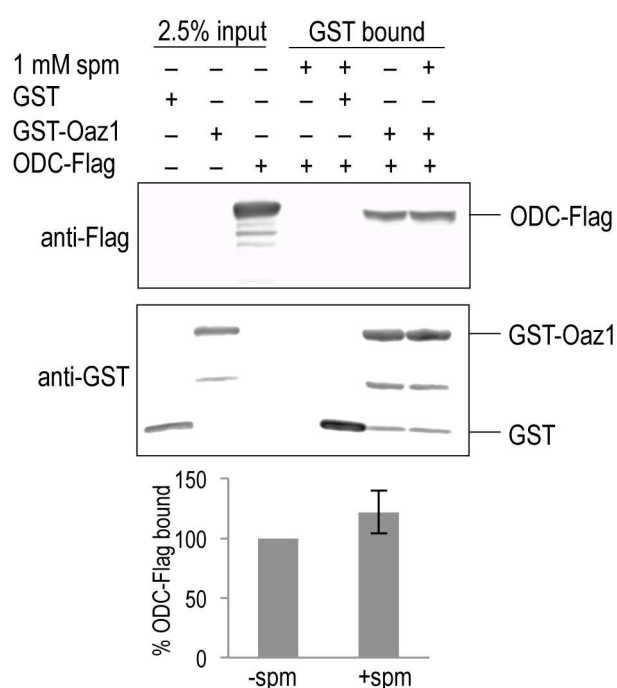 2.5% input GST bound
1 mM spm – – – + + – +
GST + – – – + – –
GST-Oaz1 – + – – – + +
ODC-Flag – – + + + + +
anti-Flag ODC-Flag
GST-Oaz1
anti-GST
GST
150
100
50
0
% ODC-Flag bound
-spm +spm